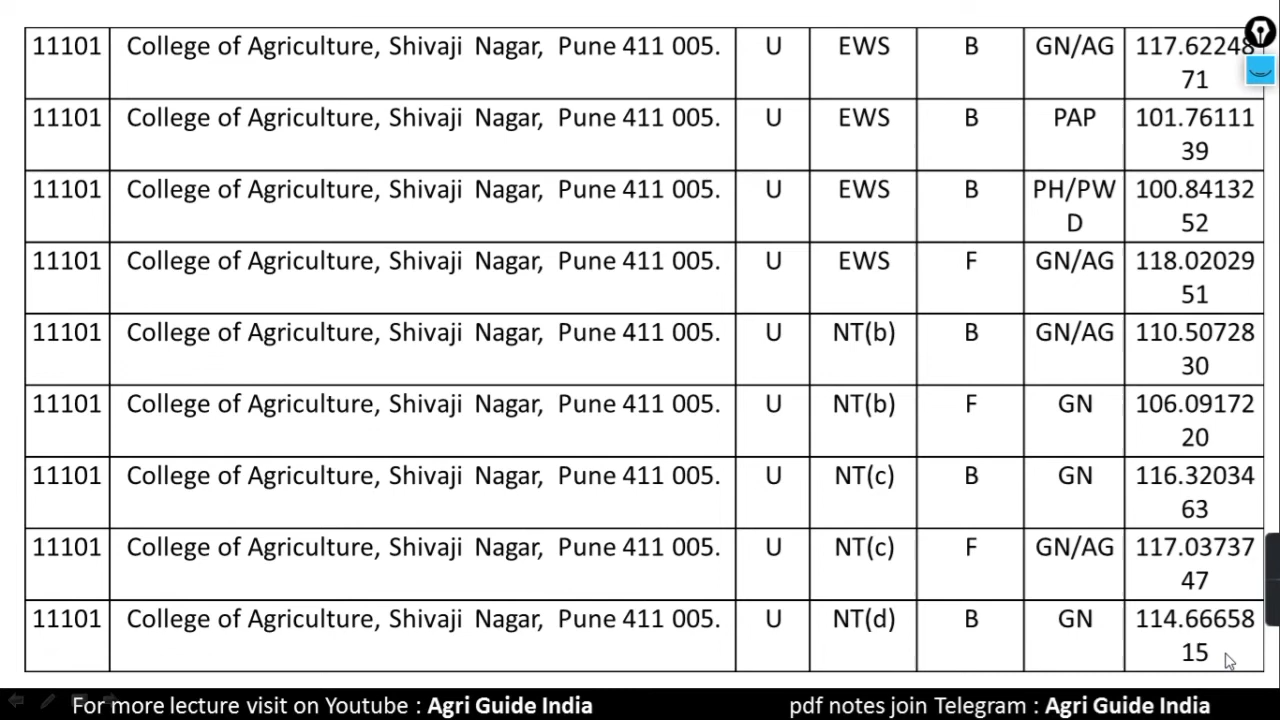 11101 College of Agriculture, Shivaji Nagar, Pune 411 005. U EWS B GN/AG 117.62248
71
11101 College of Agriculture, Shivaji Nagar, Pune 411 005. U EWS B PAP 101.76111
39
11101 College of Agriculture, Shivaji Nagar, Pune 411 005. U EWS B PH/PW 100.84132
D 52
11101 College of Agriculture, Shivaji Nagar, Pune 411 005. U EWS F GN/AG 118.02029
51
11101 College of Agriculture, Shivaji Nagar, Pune 411 005. U NT(b) B GN/AG 110.50728
30
11101 College of Agriculture, Shivaji Nagar, Pune 411 005. U NT(b) F GN 106.09172
20
11101 College of Agriculture, Shivaji Nagar, Pune 411 005. U NT(c) B GN 116.32034
63
11101 College of Agriculture, Shivaji Nagar, Pune 411 005. U NT(c) F GN/AG 117.03737
47
11101 College of Agriculture, Shivaji Nagar, Pune 411 005. U NT(d) B GN 114.66658
15
For more lecture visit on Youtube : Agri Guide India pdf notes join Telegram : Agri Guide India